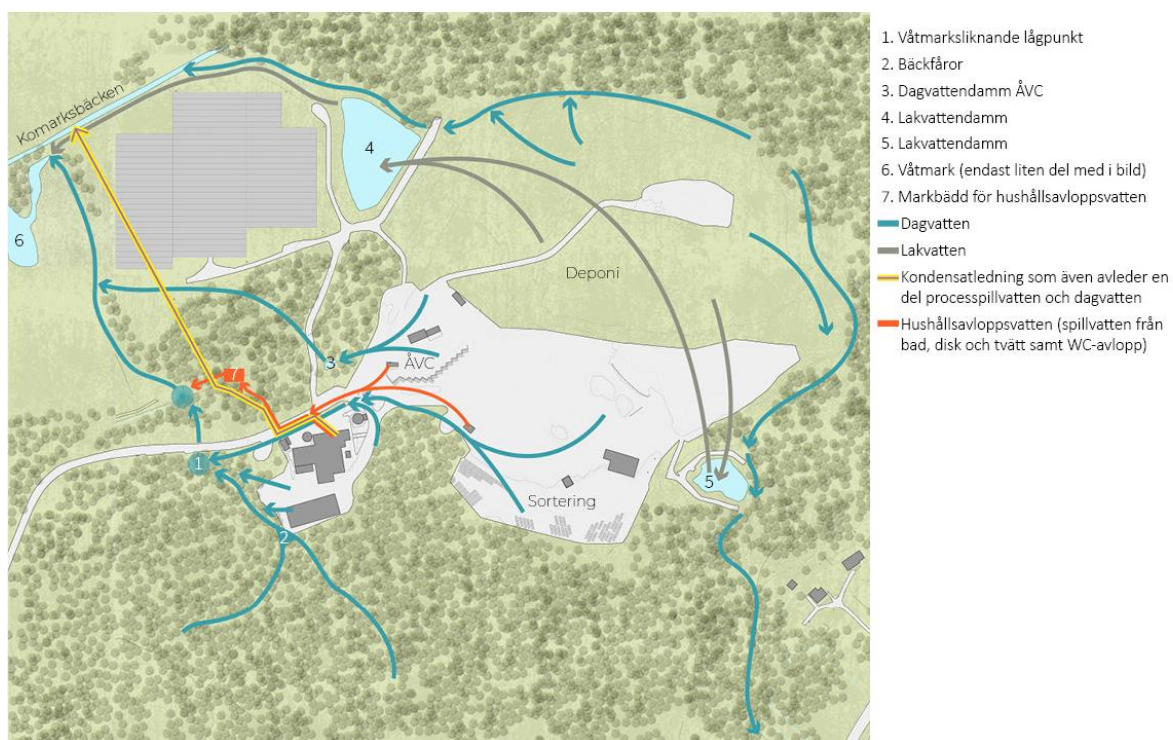 Komarksbäcken
4
6
Deponi
3
ÅVC
7
1
5
Sortering
2
1. Våtmarksliknande lågpunkt
2. Bäckfåror
3. Dagvattendamm ÅVC
4. Lakvattendamm
5. Lakvattendamm
6. Våtmark (endast liten del med i bild)
7. Markbädd för hushållsavloppsvatten
Dagvatten
Lakvatten
Kondensatledning som även avleder en
del processpillvatten och dagvatten
Hushållsavloppsvatten (spillvatten från
bad, disk och tvätt samt WC-avlopp)